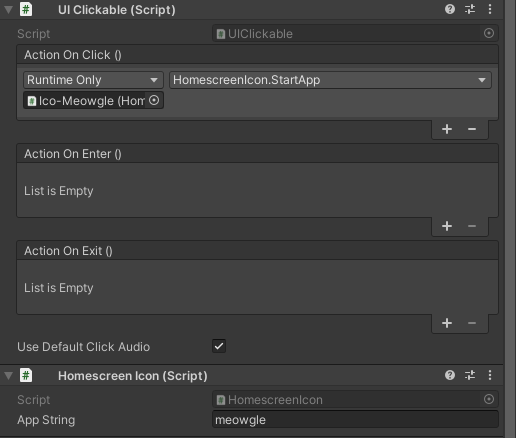 UI Clickable (Script)
Script UIClickable
Action On Click ()
Runtime Only HomescreenIcon.StartApp
Ico-Meowgle (Hom
Action On Enter ()
List is Empty
Action On Exit ()
List is Empty
Use Default Click Audio
Homescreen Icon (Script)
Script HomescreenIcon
App String meowgle